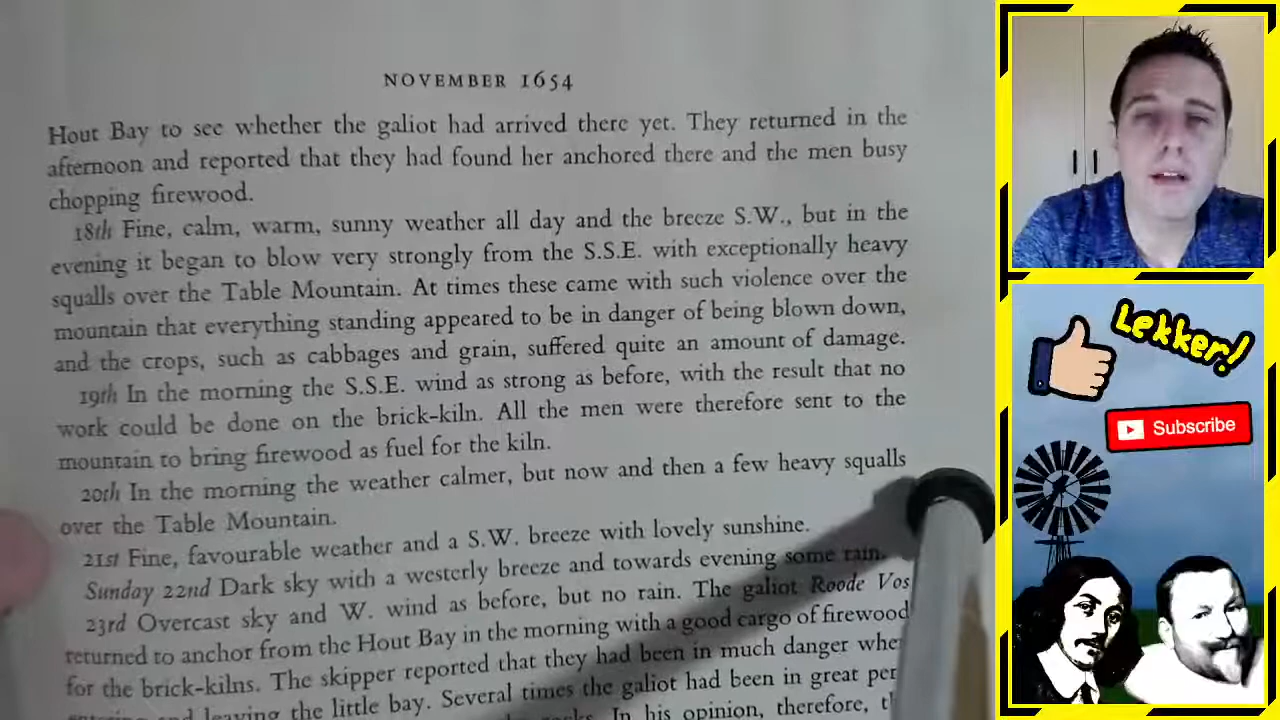 NOVEMBER 1654
Hout Bay to see whether the galiot had arrived there yet. They returned in the
afternoon and reported that they had found her anchored there and the men busy
chopping firewood.
18th Fine, calm, warm, sunny weather all day and the breeze S.W., but in the
evening it began to blow very strongly from the S.S.E. with exceptionally heavy
squalls over the Table Mountain. At times these came with such violence over the
mountain that everything standing appeared to be in danger of being blown down,
and the crops, such as cabbages and grain, suffered quite an amount of damage.
19th In the morning the S.S.E. wind as strong as before, with the result that no
work could be done on the brick-kiln. All the men were therefore sent to the
mountain to bring firewood as fuel for the kiln.
20th In the morning the weather calmer, but now and then a few heavy squalls
over the Table Mountain.
21st Fine, favourable weather and a S.W. breeze with lovely sunshine.
Sunday 22nd Dark sky with a westerly breeze and towards evening some rain.
23rd Overcast sky and W. wind as before, but no rain. The galiot Roode Vos
returned to anchor from the Hout Bay in the morning with a good cargo of firewood
for the brick-kilns. The skipper reported that they had been in much danger whe
and leaving the little bay. Several times the galiot had been in great per
In his opinion, therefore, t
Lekker!
Subscribe